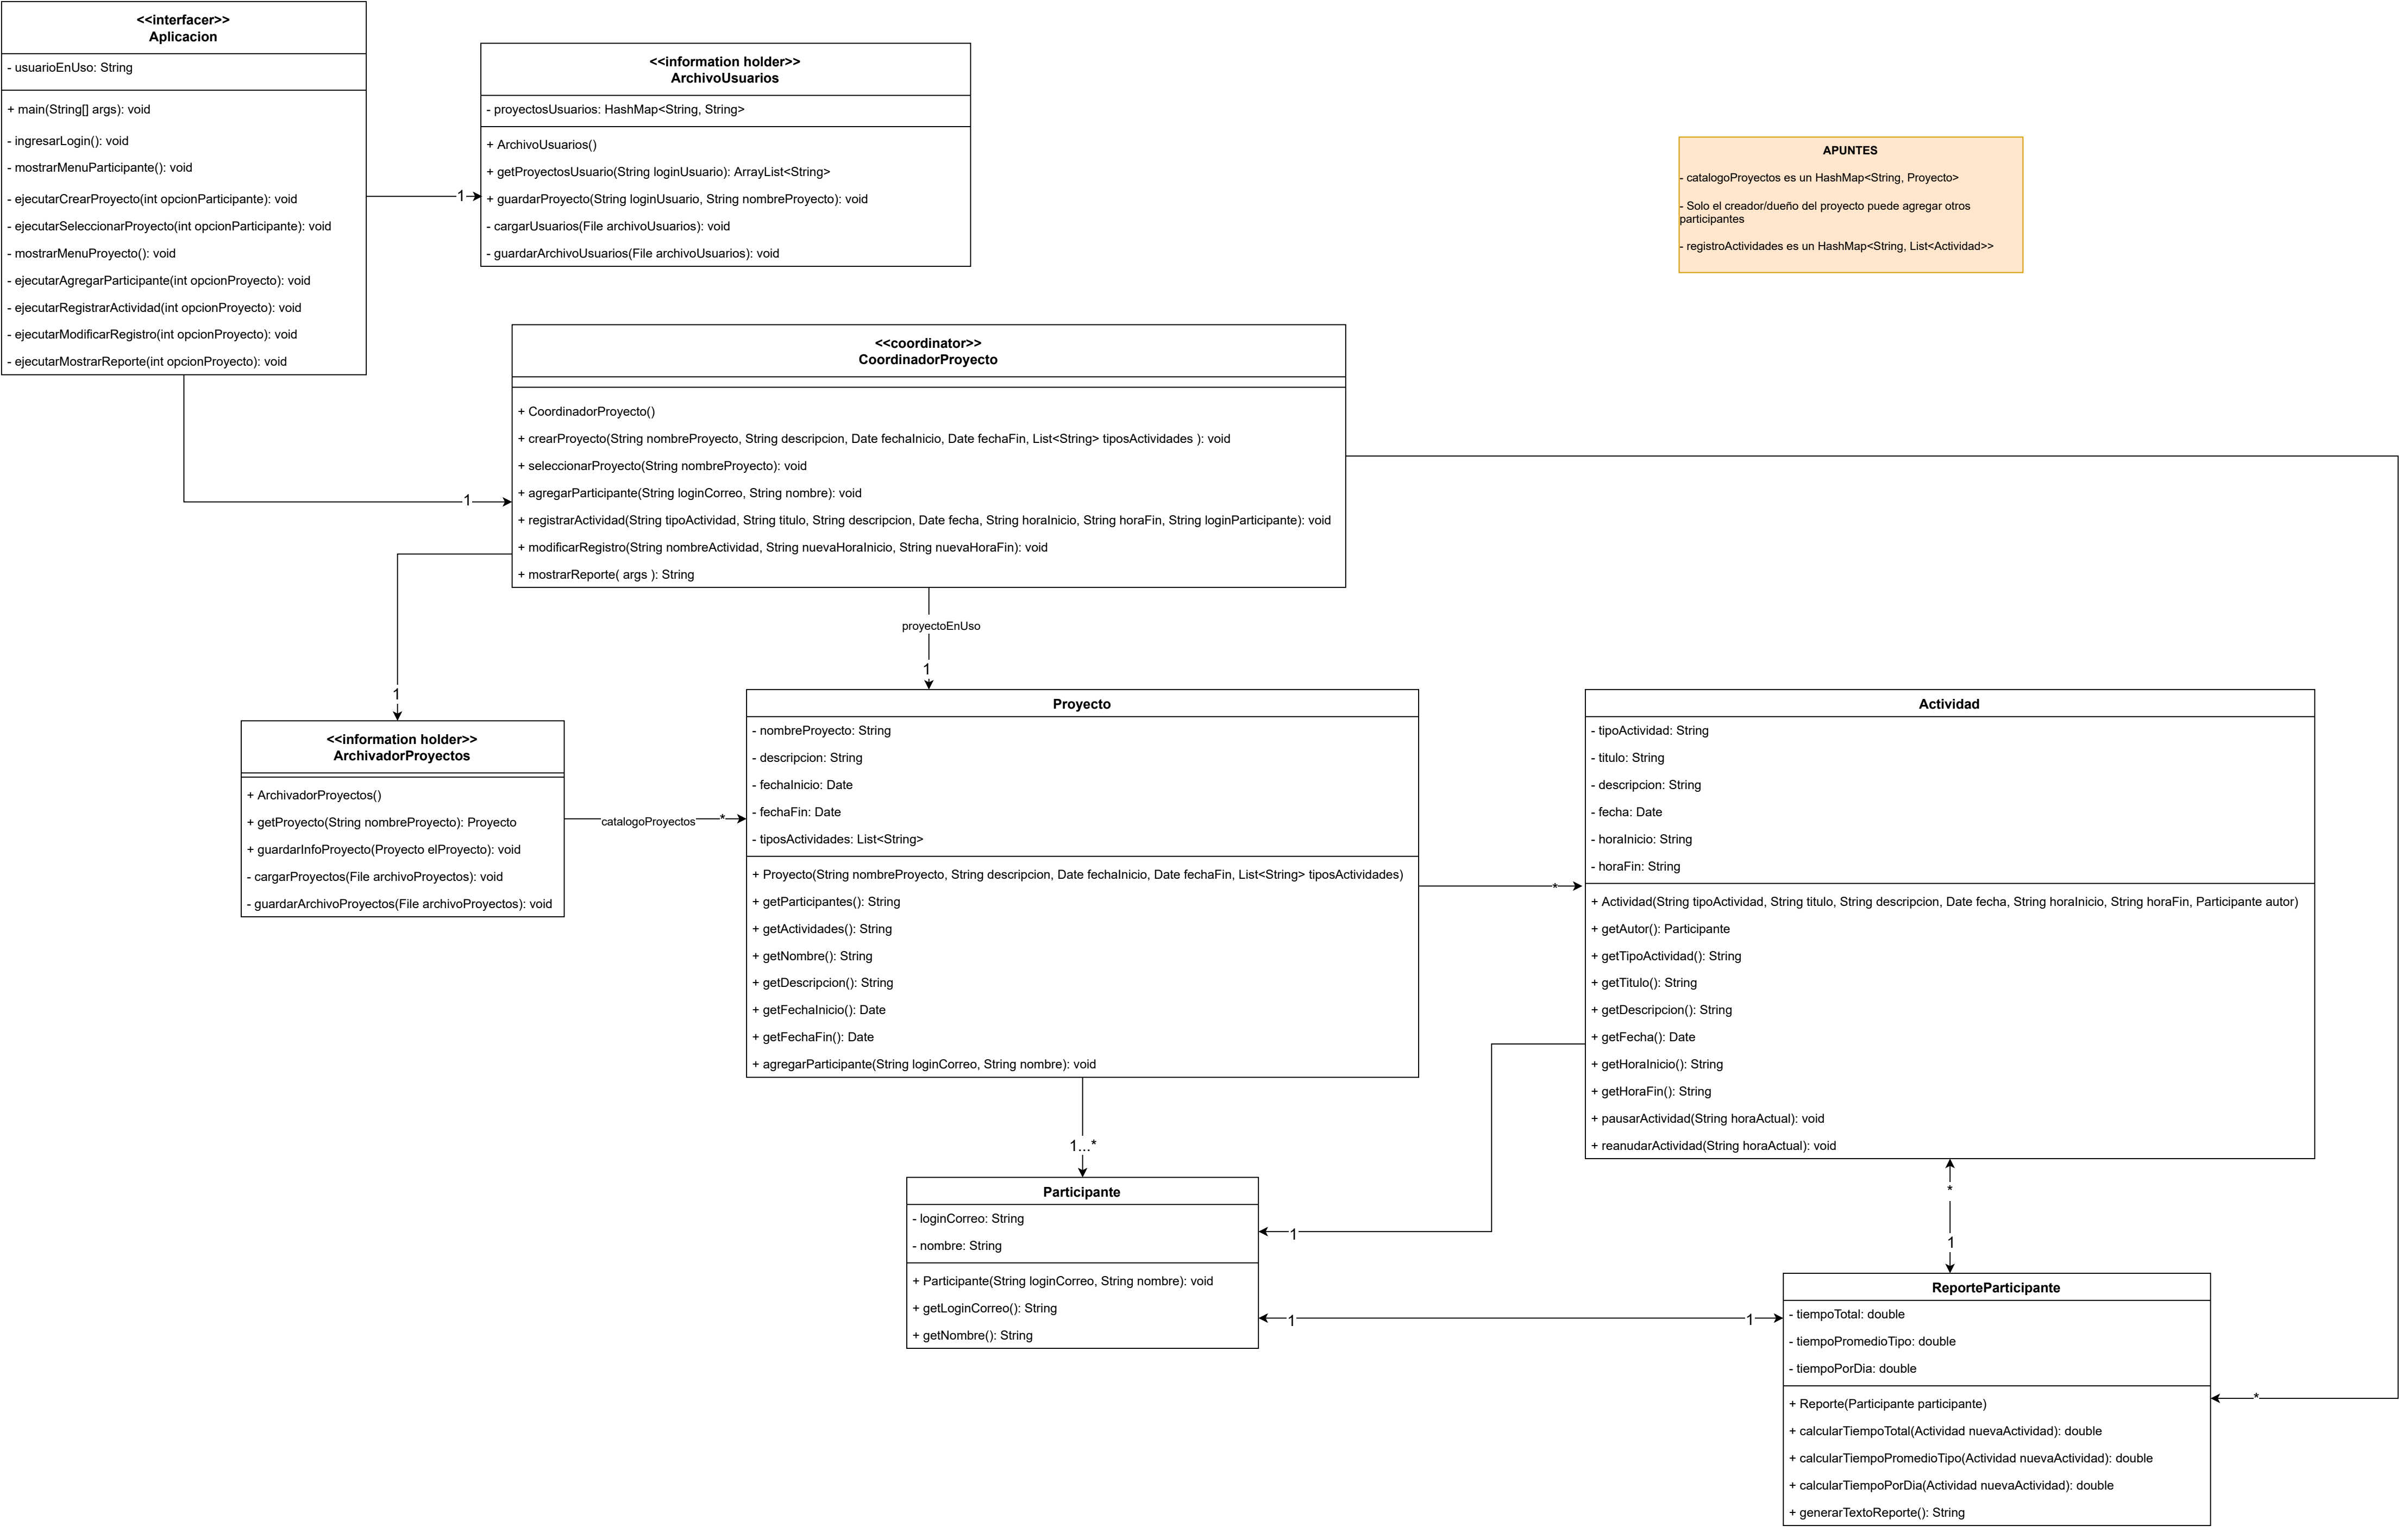 <<interfacer>>
Aplicacion
- usuarioEnUso: String
+ main(String[] args): void
- ingresarLogin(): void
- mostrarMenuParticipante(): void
- ejecutarCrearProyecto(int opcionParticipante): void
- ejecutarSeleccionarProyecto(int opcionParticipante): void
- mostrarMenuProyecto(): void
- ejecutarAgregarParticipante(int opcionProyecto): void
- ejecutarRegistrarActividad(int opcionProyecto): void
- ejecutarModificarRegistro(int opcionProyecto): void
- ejecutarMostrarReporte(int opcionProyecto): void
1
<<information holder>>
ArchivoUsuarios
- proyectosUsuarios: HashMap<String, String>
+ ArchivoUsuarios()
+ getProyectosUsuario(String loginUsuario): ArrayList<String>
+ guardarProyecto(String loginUsuario, String nombreProyecto): void
- cargarUsuarios(File archivoUsuarios): void
- guardarArchivoUsuarios(File archivoUsuarios): void
APUNTES
- catalogoProyectos es un HashMap<String, Proyecto>
- Solo el creador/dueño del proyecto puede agregar otros
participantes
- registroActividades es un HashMap<String, List<Actividad>>
1
<<coordinator>>
CoordinadorProyecto
+ CoordinadorProyecto()
+ crearProyecto(String nombreProyecto, String descripcion, Date fechaInicio, Date fechaFin, List<String> tiposActividades ): void
+ seleccionarProyecto(String nombreProyecto): void
+ agregarParticipante(String loginCorreo, String nombre): void
+ registrarActividad(String tipoActividad, String titulo, String descripcion, Date fecha, String horaInicio, String horaFin, String loginParticipante): void
+ modificarRegistro(String nombreActividad, String nuevaHoraInicio, String nuevaHoraFin): void
+ mostrarReporte( args ): String
proyectoEnUso
1
1
<<information holder>>
ArchivadorProyectos
+ ArchivadorProyectos()
+ getProyecto(String nombreProyecto): Proyecto
+ guardarInfoProyecto(Proyecto elProyecto): void
- cargarProyectos(File archivoProyectos): void
- guardarArchivoProyectos(File archivoProyectos): void
catalogoProyectos
*
Proyecto
- nombreProyecto: String
- descripcion: String
- fechaInicio: Date
- fechaFin: Date
- tiposActividades: List<String>
+ Proyecto(String nombreProyecto, String descripcion, Date fechaInicio, Date fechaFin, List<String> tiposActividades)
+ getParticipantes(): String
+ getActividades(): String
+ getNombre(): String
+ getDescripcion(): String
+ getFechaInicio(): Date
+ getFechaFin(): Date
+ agregarParticipante(String loginCorreo, String nombre): void
*
Actividad
- tipoActividad: String
- titulo: String
- descripcion: String
- fecha: Date
- horaInicio: String
- horaFin: String
+ Actividad(String tipoActividad, String titulo, String descripcion, Date fecha, String horaInicio, String horaFin, Participante autor)
+ getAutor(): Participante
+ getTipoActividad(): String
+ getTitulo(): String
+ getDescripcion(): String
+ getFecha(): Date
+ getHoraInicio(): String
+ getHoraFin(): String
+ pausarActividad(String horaActual): void
+ reanudarActividad(String horaActual): void
1...*
Participante
- loginCorreo: String
- nombre: String
+ Participante(String loginCorreo, String nombre): void
+ getLoginCorreo(): String
+ getNombre(): String
1
1
1
*
1
ReporteParticipante
- tiempoTotal: double
- tiempoPromedioTipo: double
- tiempoPorDia: double
+ Reporte(Participante participante)
+ calcularTiempoTotal(Actividad nuevaActividad): double
+ calcularTiempoPromedioTipo(Actividad nuevaActividad): double
+ calcularTiempoPorDia(Actividad nuevaActividad): double
+ generarTextoReporte(): String
*